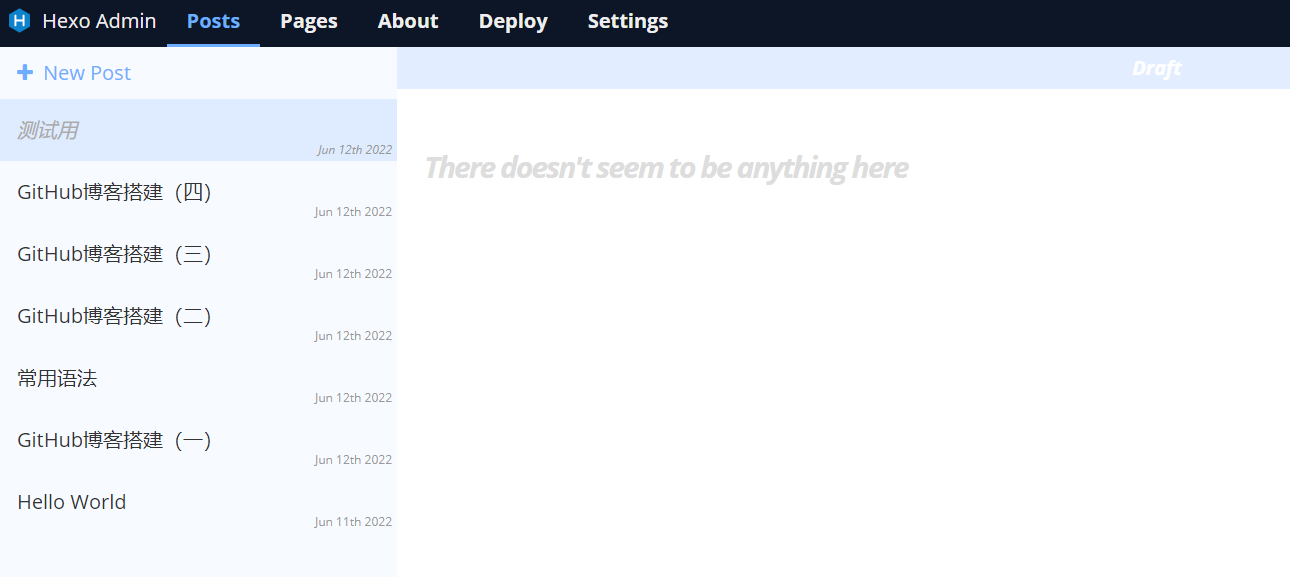 Hexo Admin Posts Pages About Deploy Settings
New Post
Draft
测试用
Jun 12th 2022
There doesn't seem to be anything here
GitHub博客搭建（四）
Jun 12th 2022
GitHub博客搭建（三）
Jun 12th 2022
GitHub博客搭建（二）
Jun 12th 2022
常用语法
Jun 12th 2022
GitHub博客搭建（一）
Jun 12th 2022
Hello World
Jun 11th 2022